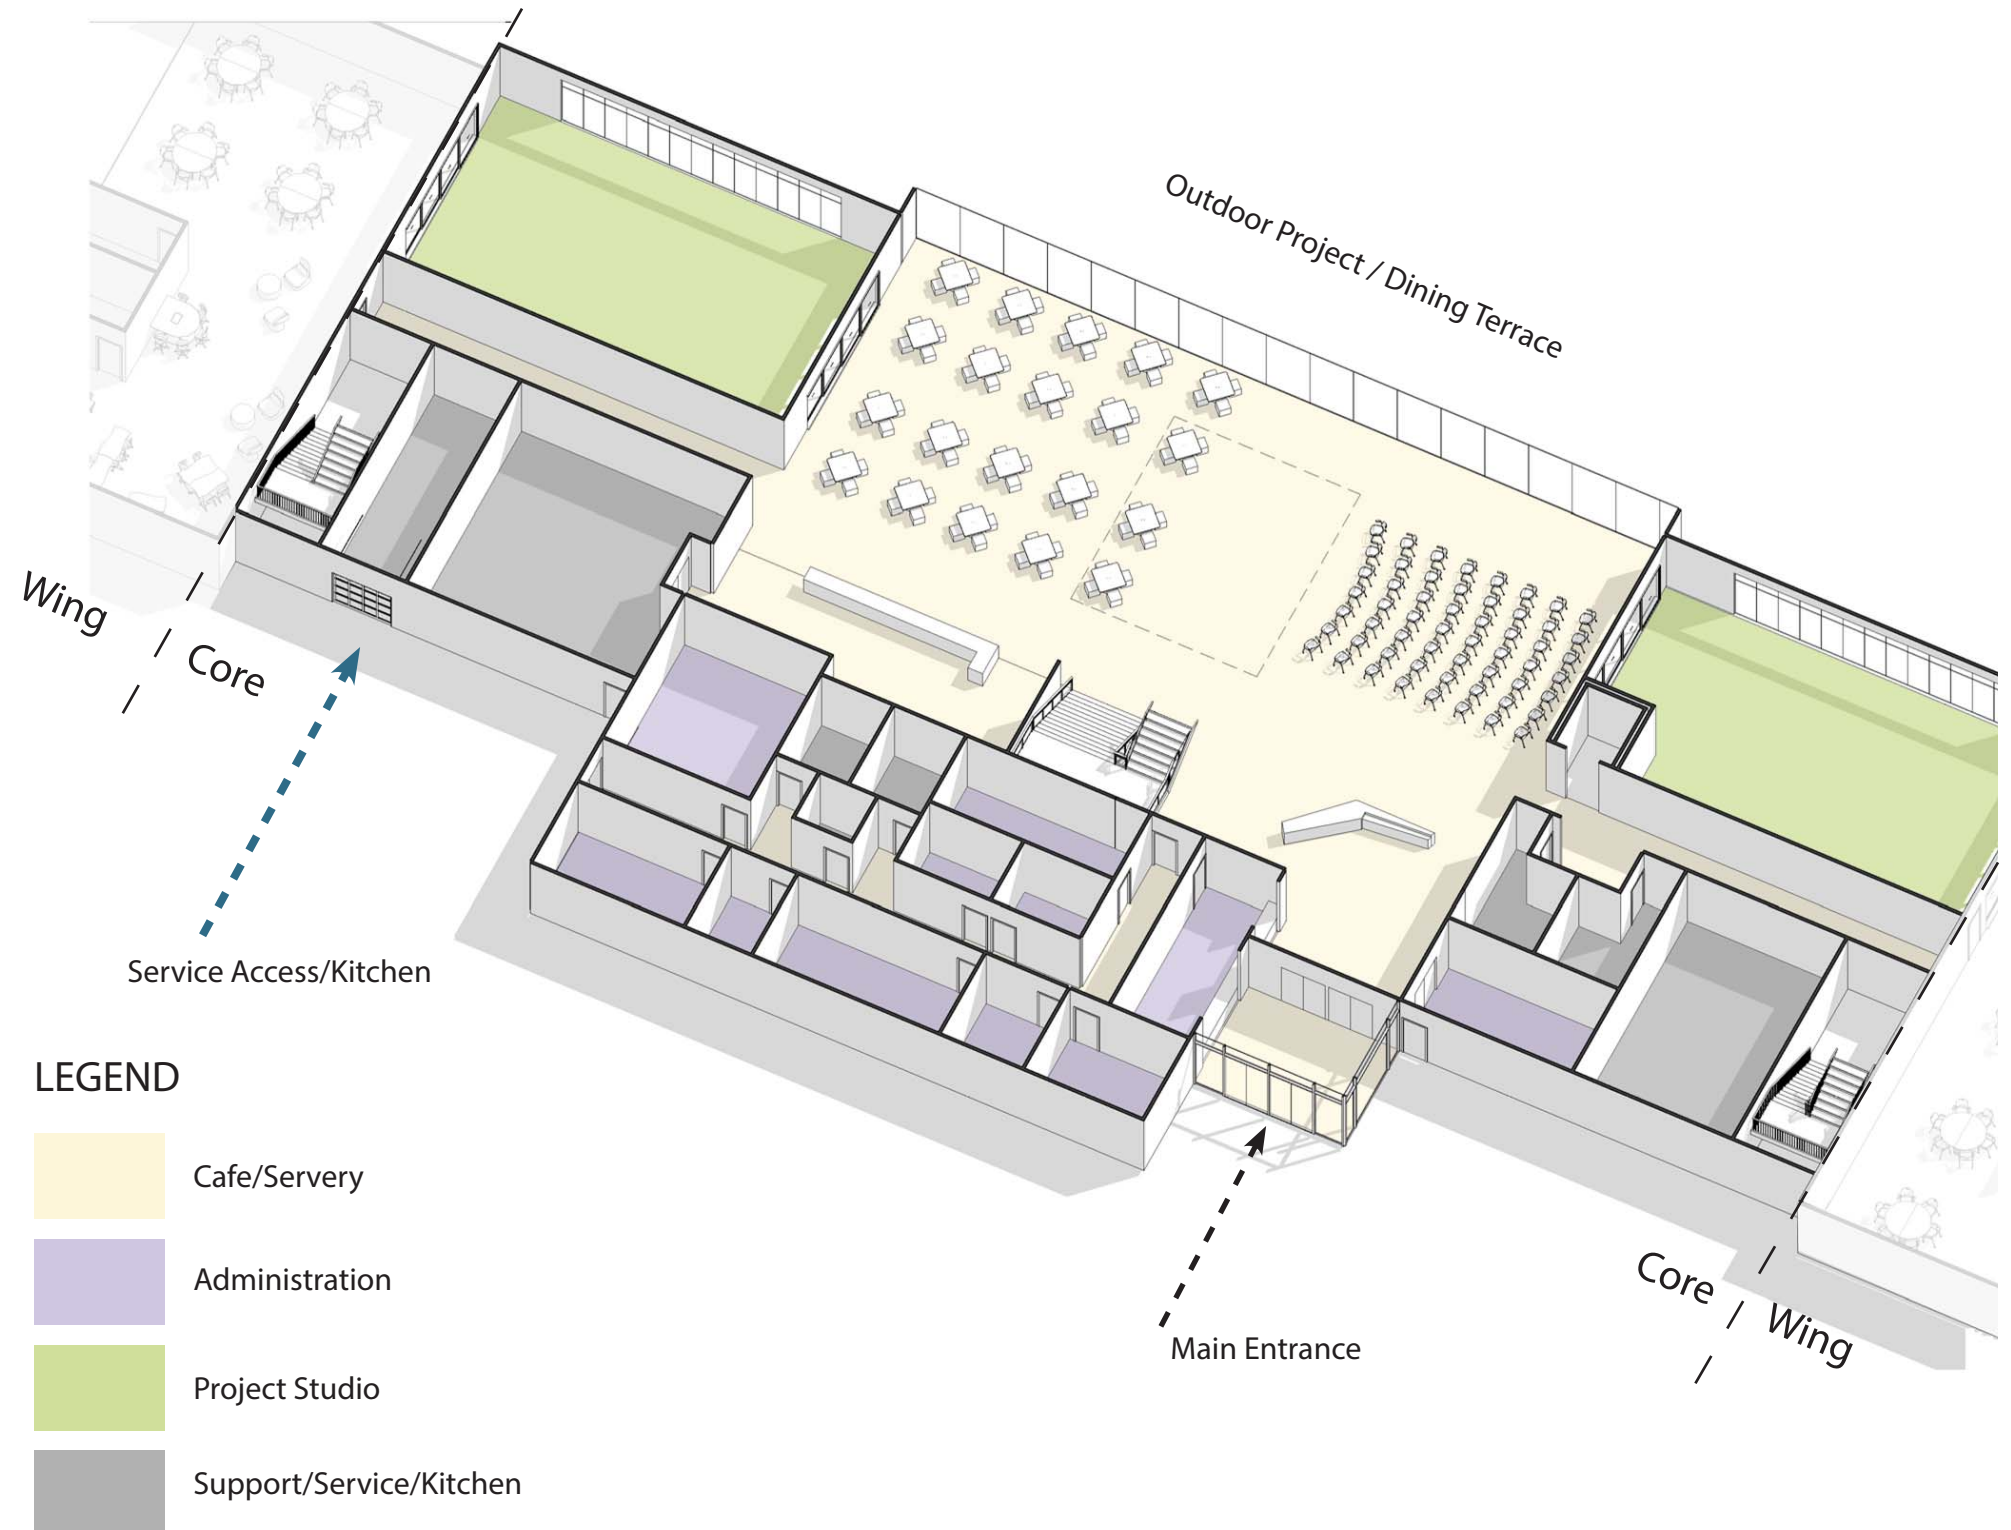 Outdoor Project / Dining Terrace
Wing
Core
Service Access/Kitchen
LEGEND
Cafe/Servery
Administration
Project Studio
Support/Service/Kitchen
Main Entrance
Core
Wing